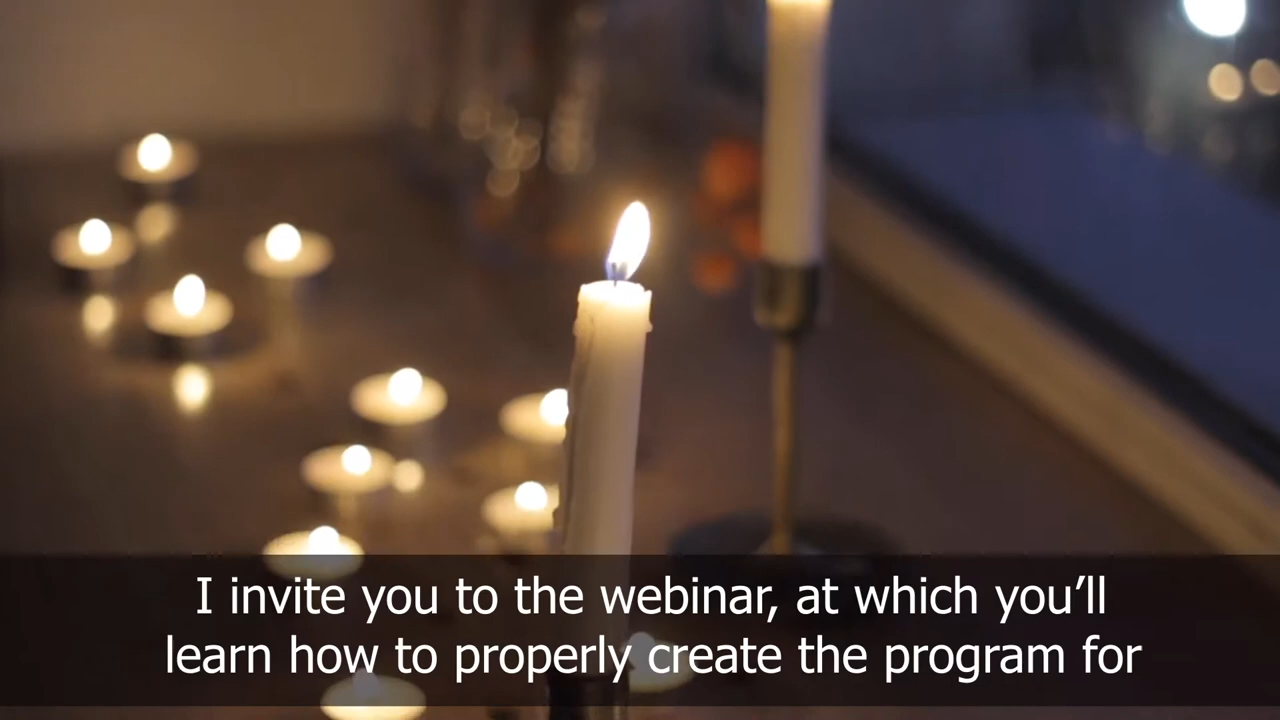 I invite you to the webinar, at which you’ll
learn how to properly create the program for